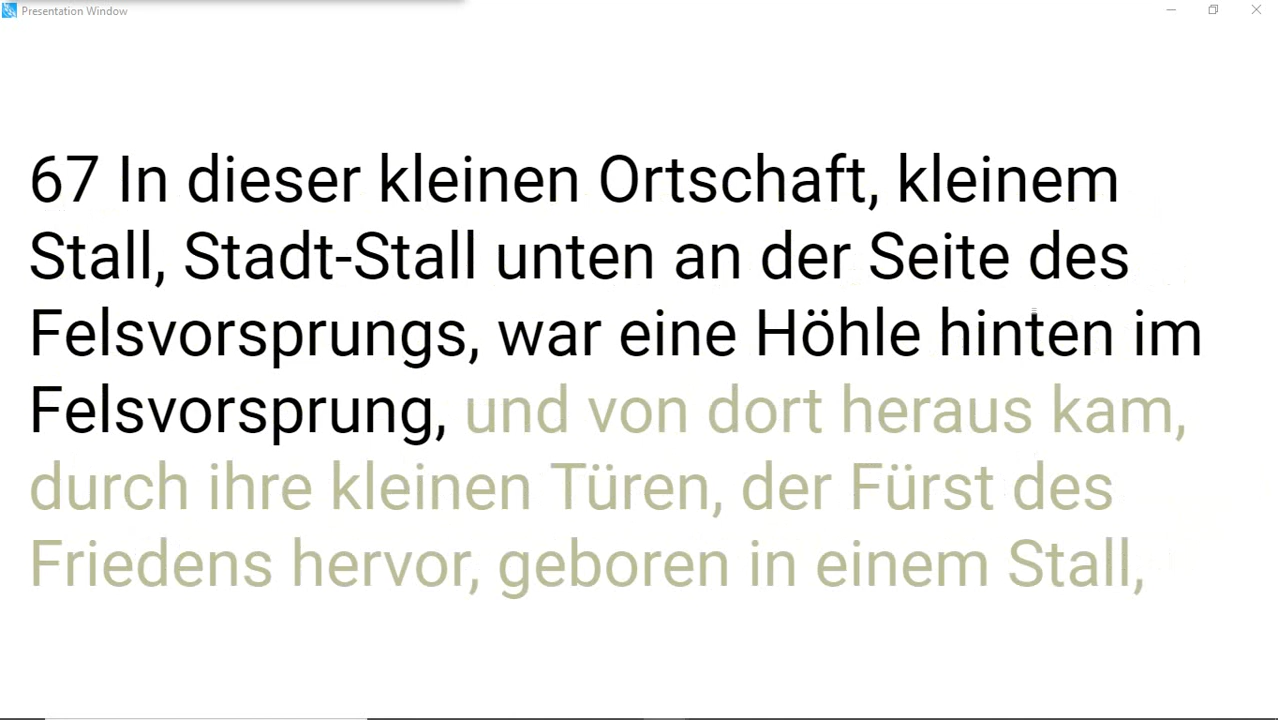 Presentation Window
67 In dieser kleinen Ortschaft, kleinem
Stall, Stadt-Stall unten an der Seite des
Felsvorsprungs, war eine Höhle hinten im
Felsvorsprung, und von dort heraus kam,
durch ihre kleinen Türen, der Fürst des
Friedens hervor, geboren in einem Stall,